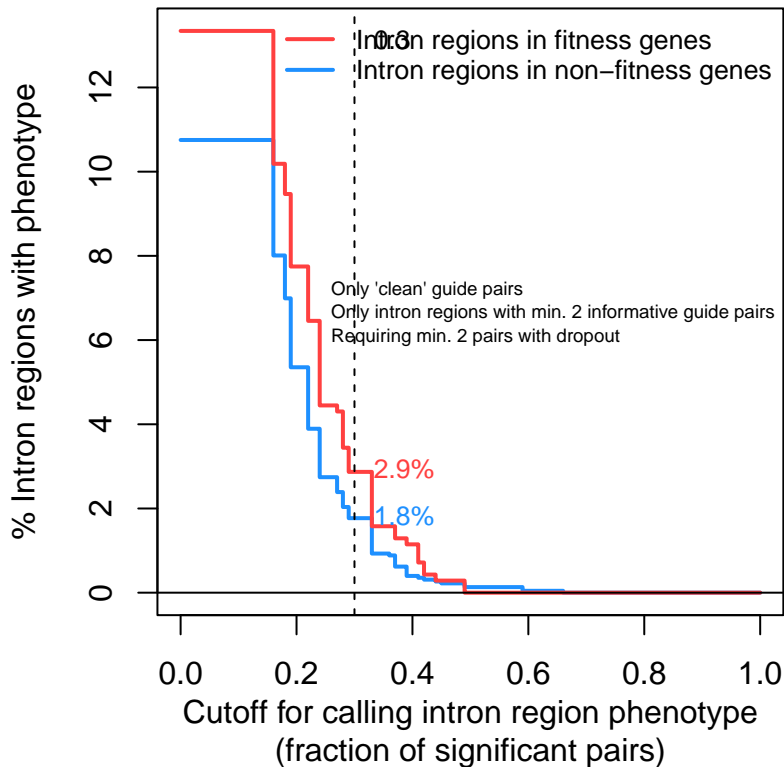 0.3
Intron regions in fitness genes
Intron regions in non−fitness genes
% Intron regions with phenotype
12
10
8
6
4
2
0
Only 'clean' guide pairs
Only intron regions with min. 2 informative guide pairs
Requiring min. 2 pairs with dropout
2.9%
1.8%
0.0 0.2 0.4 0.6 0.8 1.0
Cutoff for calling intron region phenotype
(fraction of significant pairs)